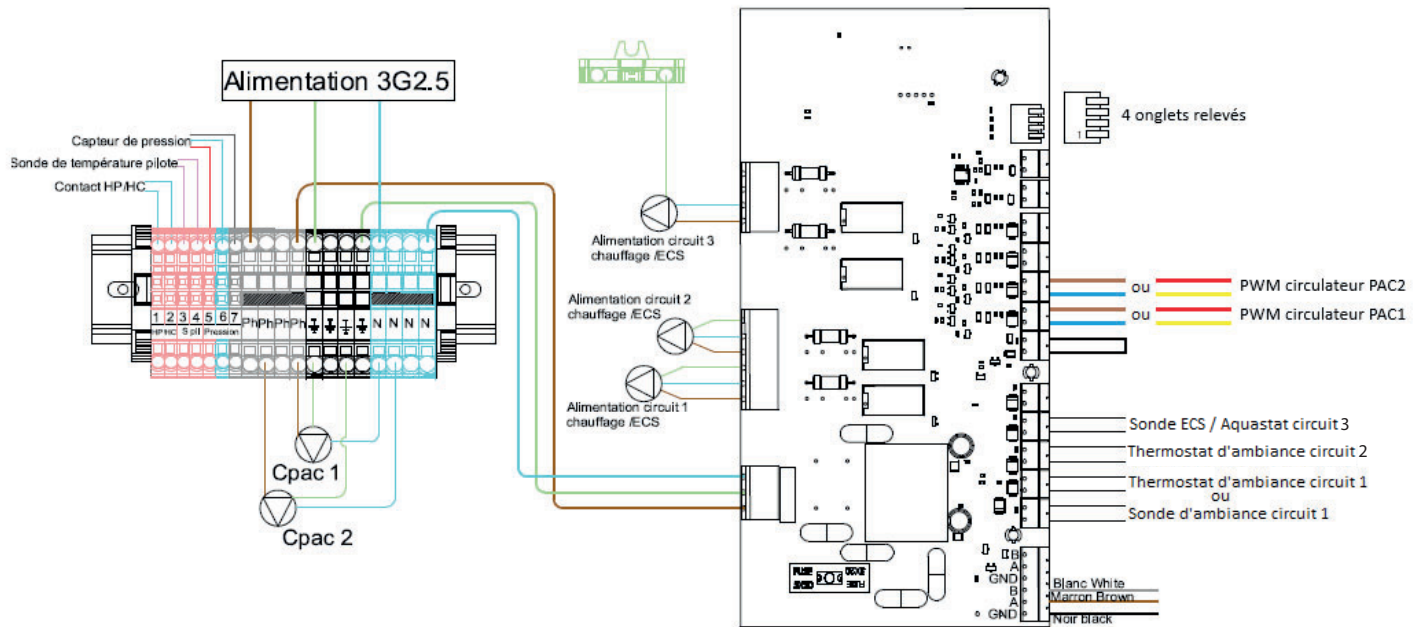 Alimentation 3G2.5
Capteur de pression
Sonde de température pilote
Contact HP/HC
1 2 3 4 5 6 7
HP HC Split Pression
Ph Ph Ph Ph
N N N N
Cpac 1
Cpac 2
Alimentation circuit 3
chauffage /ECS
Alimentation circuit 2
chauffage /ECS
Alimentation circuit 1
chauffage /ECS
1
4 onglets relevés
ou
PWM circulateur PAC2
ou
PWM circulateur PAC1
Sonde ECS / Aquastat circuit 3
Thermostat d'ambiance circuit 2
Thermostat d'ambiance circuit 1
ou
Sonde d'ambiance circuit 1
B
A
GND
B
A
GND
Blanc White
Marron Brown
Noir black
FUSE